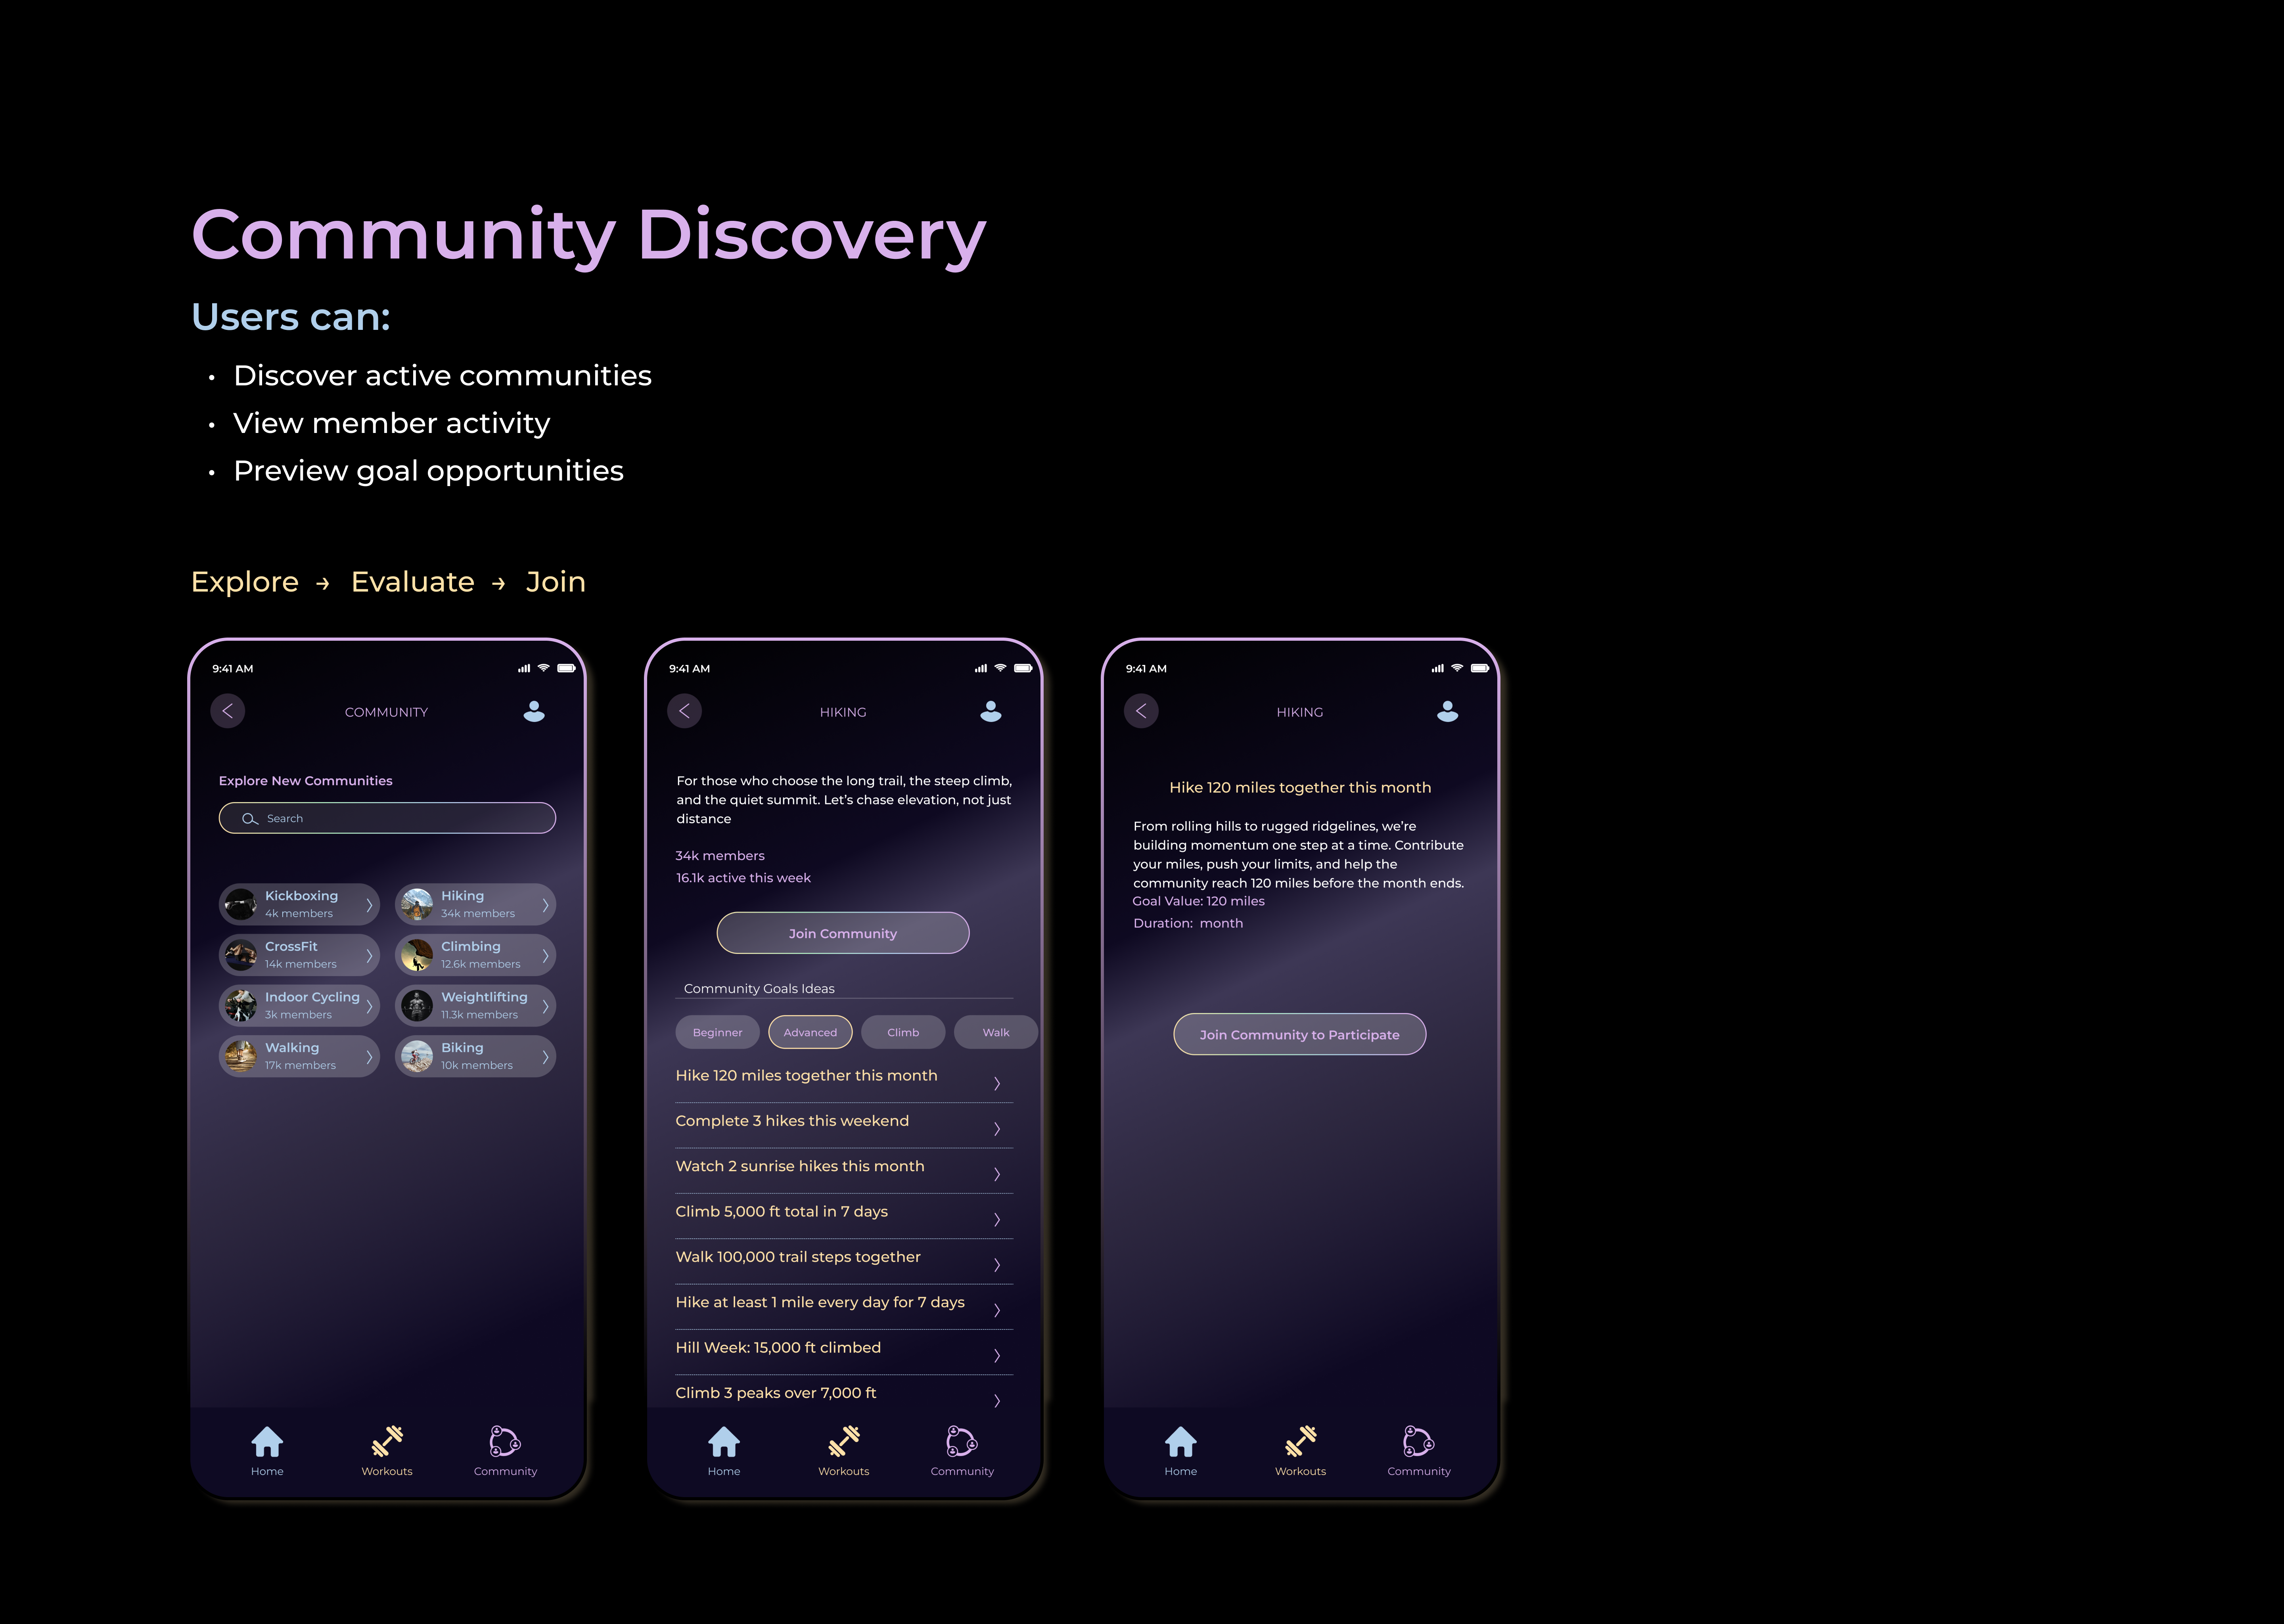 Community Discovery
Users can:
• Discover active communities
• View member activity
• Preview goal opportunities
Explore → Evaluate → Join
9:41 AM
COMMUNITY
Explore New Communities
Search
Kickboxing
4k members
Hiking
34k members
CrossFit
14k members
Climbing
12.6k members
Indoor Cycling
3k members
Weightlifting
11.3k members
Walking
17k members
Biking
10k members
Home
Workouts
Community
9:41 AM
HIKING
For those who choose the long trail, the steep climb,
and the quiet summit. Let's chase elevation, not just
distance
34k members
16.1k active this week
Join Community
Community Goals Ideas
Beginner
Advanced
Climb
Walk
Hike 120 miles together this month
Complete 3 hikes this weekend
Watch 2 sunrise hikes this month
Climb 5,000 ft total in 7 days
Walk 100,000 trail steps together
Hike at least 1 mile every day for 7 days
Hill Week: 15,000 ft climbed
Climb 3 peaks over 7,000 ft
Home
Workouts
Community
9:41 AM
HIKING
Hike 120 miles together this month
From rolling hills to rugged ridgelines, we're
building momentum one step at a time. Contribute
your miles, push your limits, and help the
community reach 120 miles before the month ends.
Goal Value: 120 miles
Duration: month
Join Community to Participate
Home
Workouts
Community